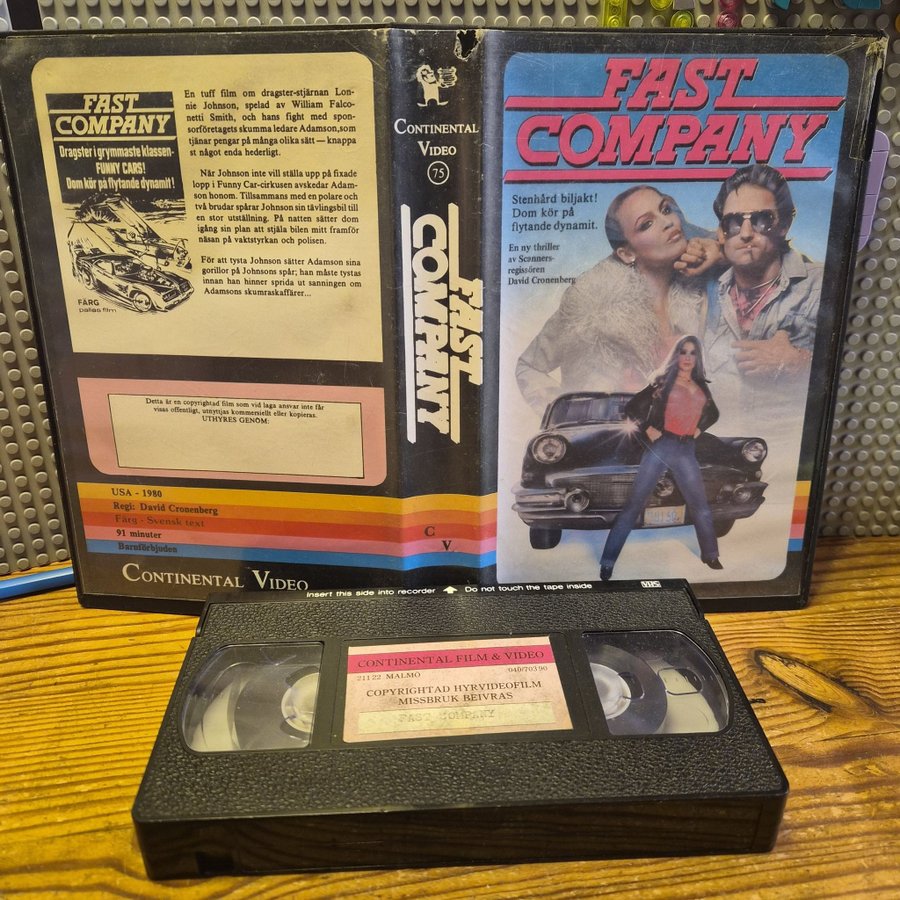 FAST
COMPANY
Dragster i grymmaste klassen-
FUNNY CARS!
Dom kör på flytande dynamit!
FÄRG
pallas film
En tuff film om dragster-stjärnan Lon-
nie Johnson, spelad av William Falco-
netti Smith, och hans fight med spon-
sorföretagets skumma ledare Adamson,som
tjänar pengar på många olika sätt — knappa
st något enda hederligt.
När Johnson inte vill ställa upp på fixade
lopp i Funny Car-cirkusen avskedar Adam-
son honom. Tillsammans med en polare och
två brudar spårar Johnson sin tävlingsbil till
en stor utställning. På natten sätter dom
igång sin plan att stjäla bilen mitt framför
näsan på vaktstyrkan och polisen.
För att tysta Johnson sätter Adamson sina
gorillor på Johnsons spår; han måste tystas
innan han hinner sprida ut sanningen om
Adamsons skumraskaffärer...
Detta är en copyrightad film som vid laga ansvar inte får
visas offentligt, utnyttjas kommersiellt eller kopieras.
UTHYRES GENOM:
USA - 1980
Regi: David Cronenberg
Färg - Svensk text
91 minuter
Barnförbjuden
CONTINENTAL VIDEO
CONTINENTAL
VIDEO
75
FAST
COMPANY
C
V
FAST
COMPANY
Stenhård biljakt!
Dom kör på
flytande dynamit.
En ny thriller
av Scanners-
regissören
David Cronenberg
Insert this side into recorder Do not touch the tape inside
VHS
CONTINENTAL FILM & VIDEO
211 22 MALMÖ 040/703 90
COPYRIGHTAD HYRVIDEOFILM
MISSBRUK BEIVRAS
FAST COMPANY